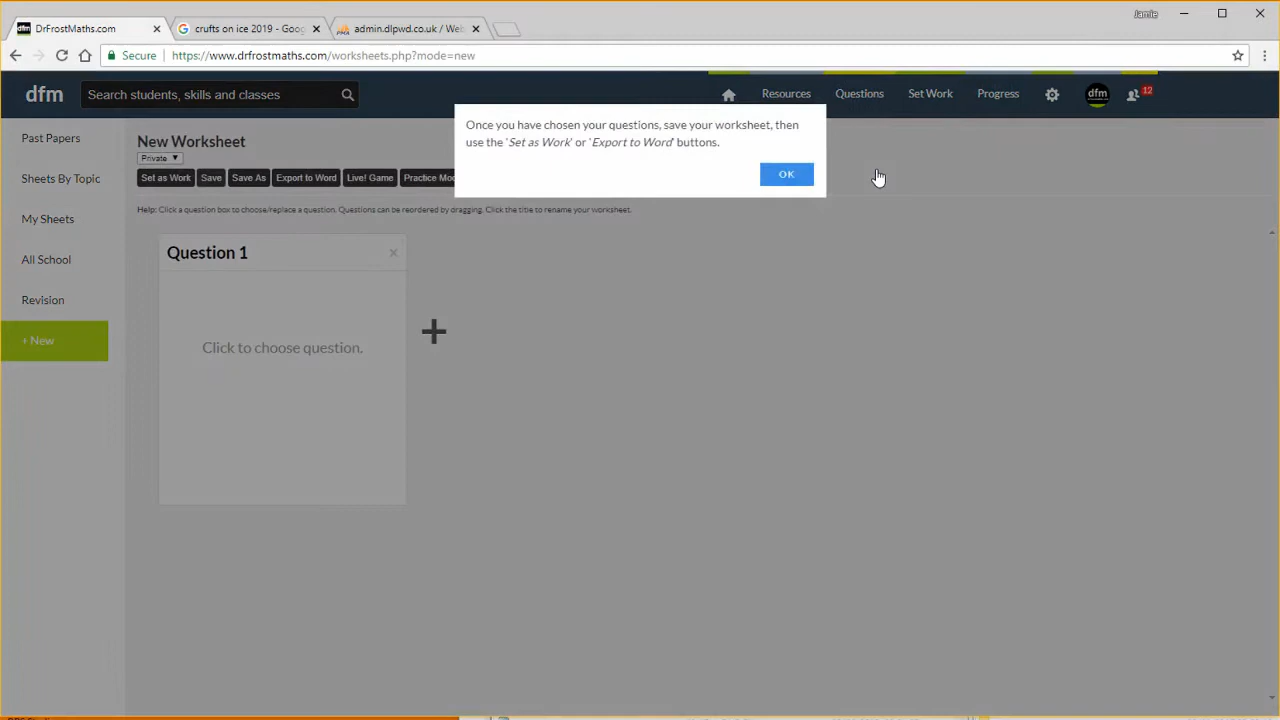 Jamie
DrFrostMaths.com
crufts on ice 2019 - Goog
admin.dlpwd.co.uk / Web
Secure
https://www.drfrostmaths.com/worksheets.php?mode=new
dfm
Search students, skills and classes
Resources
Questions
Set Work
Progress
dfm
12
Once you have chosen your questions, save your worksheet, then
use the 'Set as Work' or 'Export to Word' buttons.
OK
Past Papers
Sheets By Topic
My Sheets
All School
Revision
+ New
New Worksheet
Private ▼
Set as Work
Save
Save As
Export to Word
Live! Game
Practice Mod
Help: Click a question box to choose/replace a question. Questions can be reordered by dragging. Click the title to rename your worksheet.
Question 1
×
Click to choose question.
+